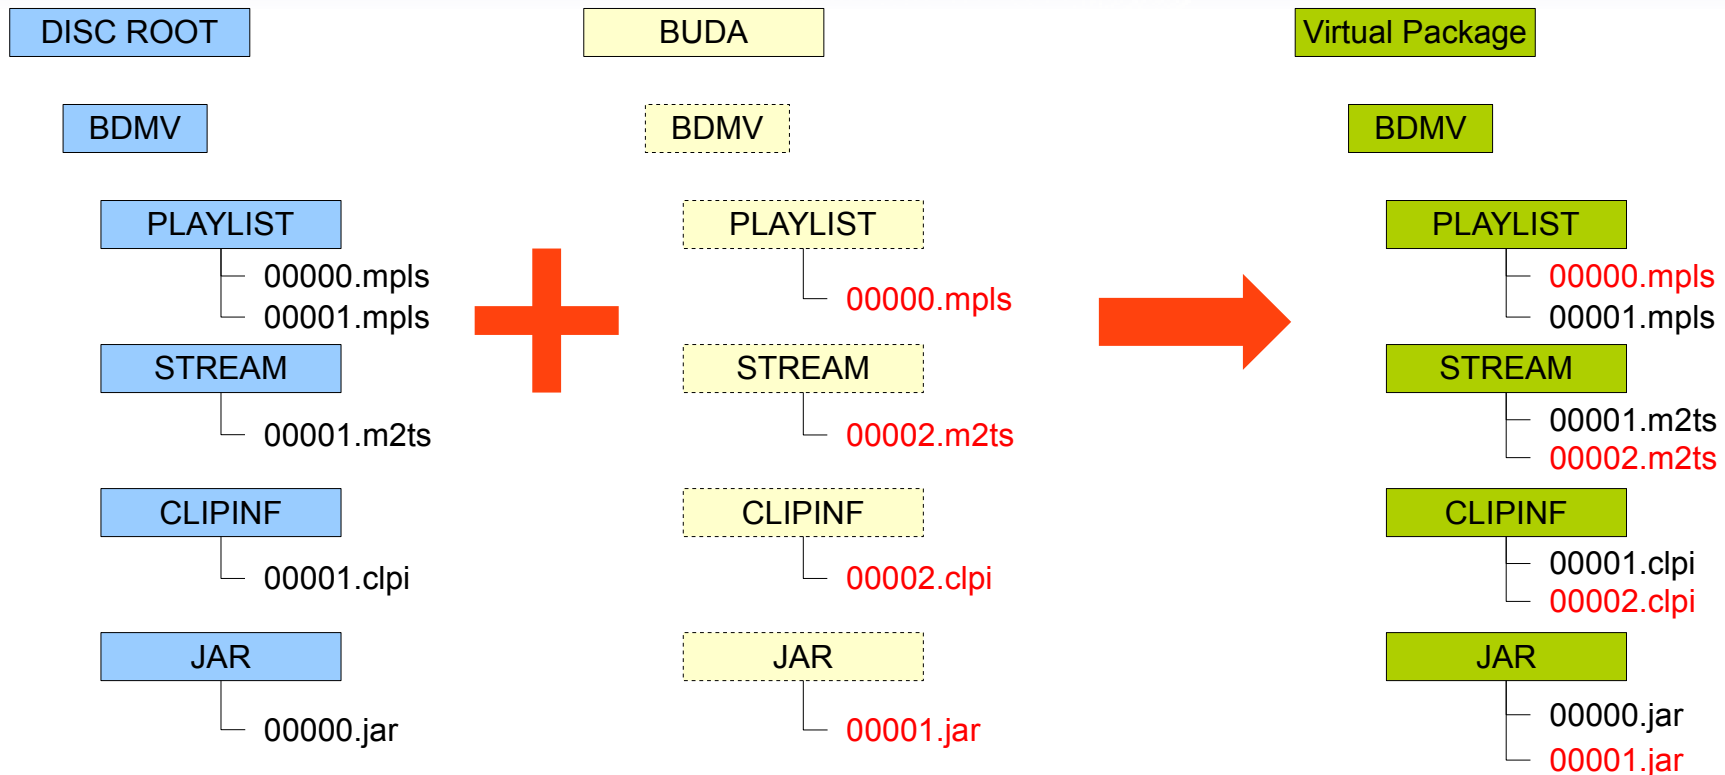 DISC ROOT
BDMV
PLAYLIST
00000.mpls
00001.mpls
STREAM
00001.m2ts
CLIPINF
00001.clpi
JAR
00000.jar
BUDA
BDMV
PLAYLIST
00000.mpls
STREAM
00002.m2ts
CLIPINF
00002.clpi
JAR
00001.jar
Virtual Package
BDMV
PLAYLIST
00000.mpls
00001.mpls
STREAM
00001.m2ts
00002.m2ts
CLIPINF
00001.clpi
00002.clpi
JAR
00000.jar
00001.jar